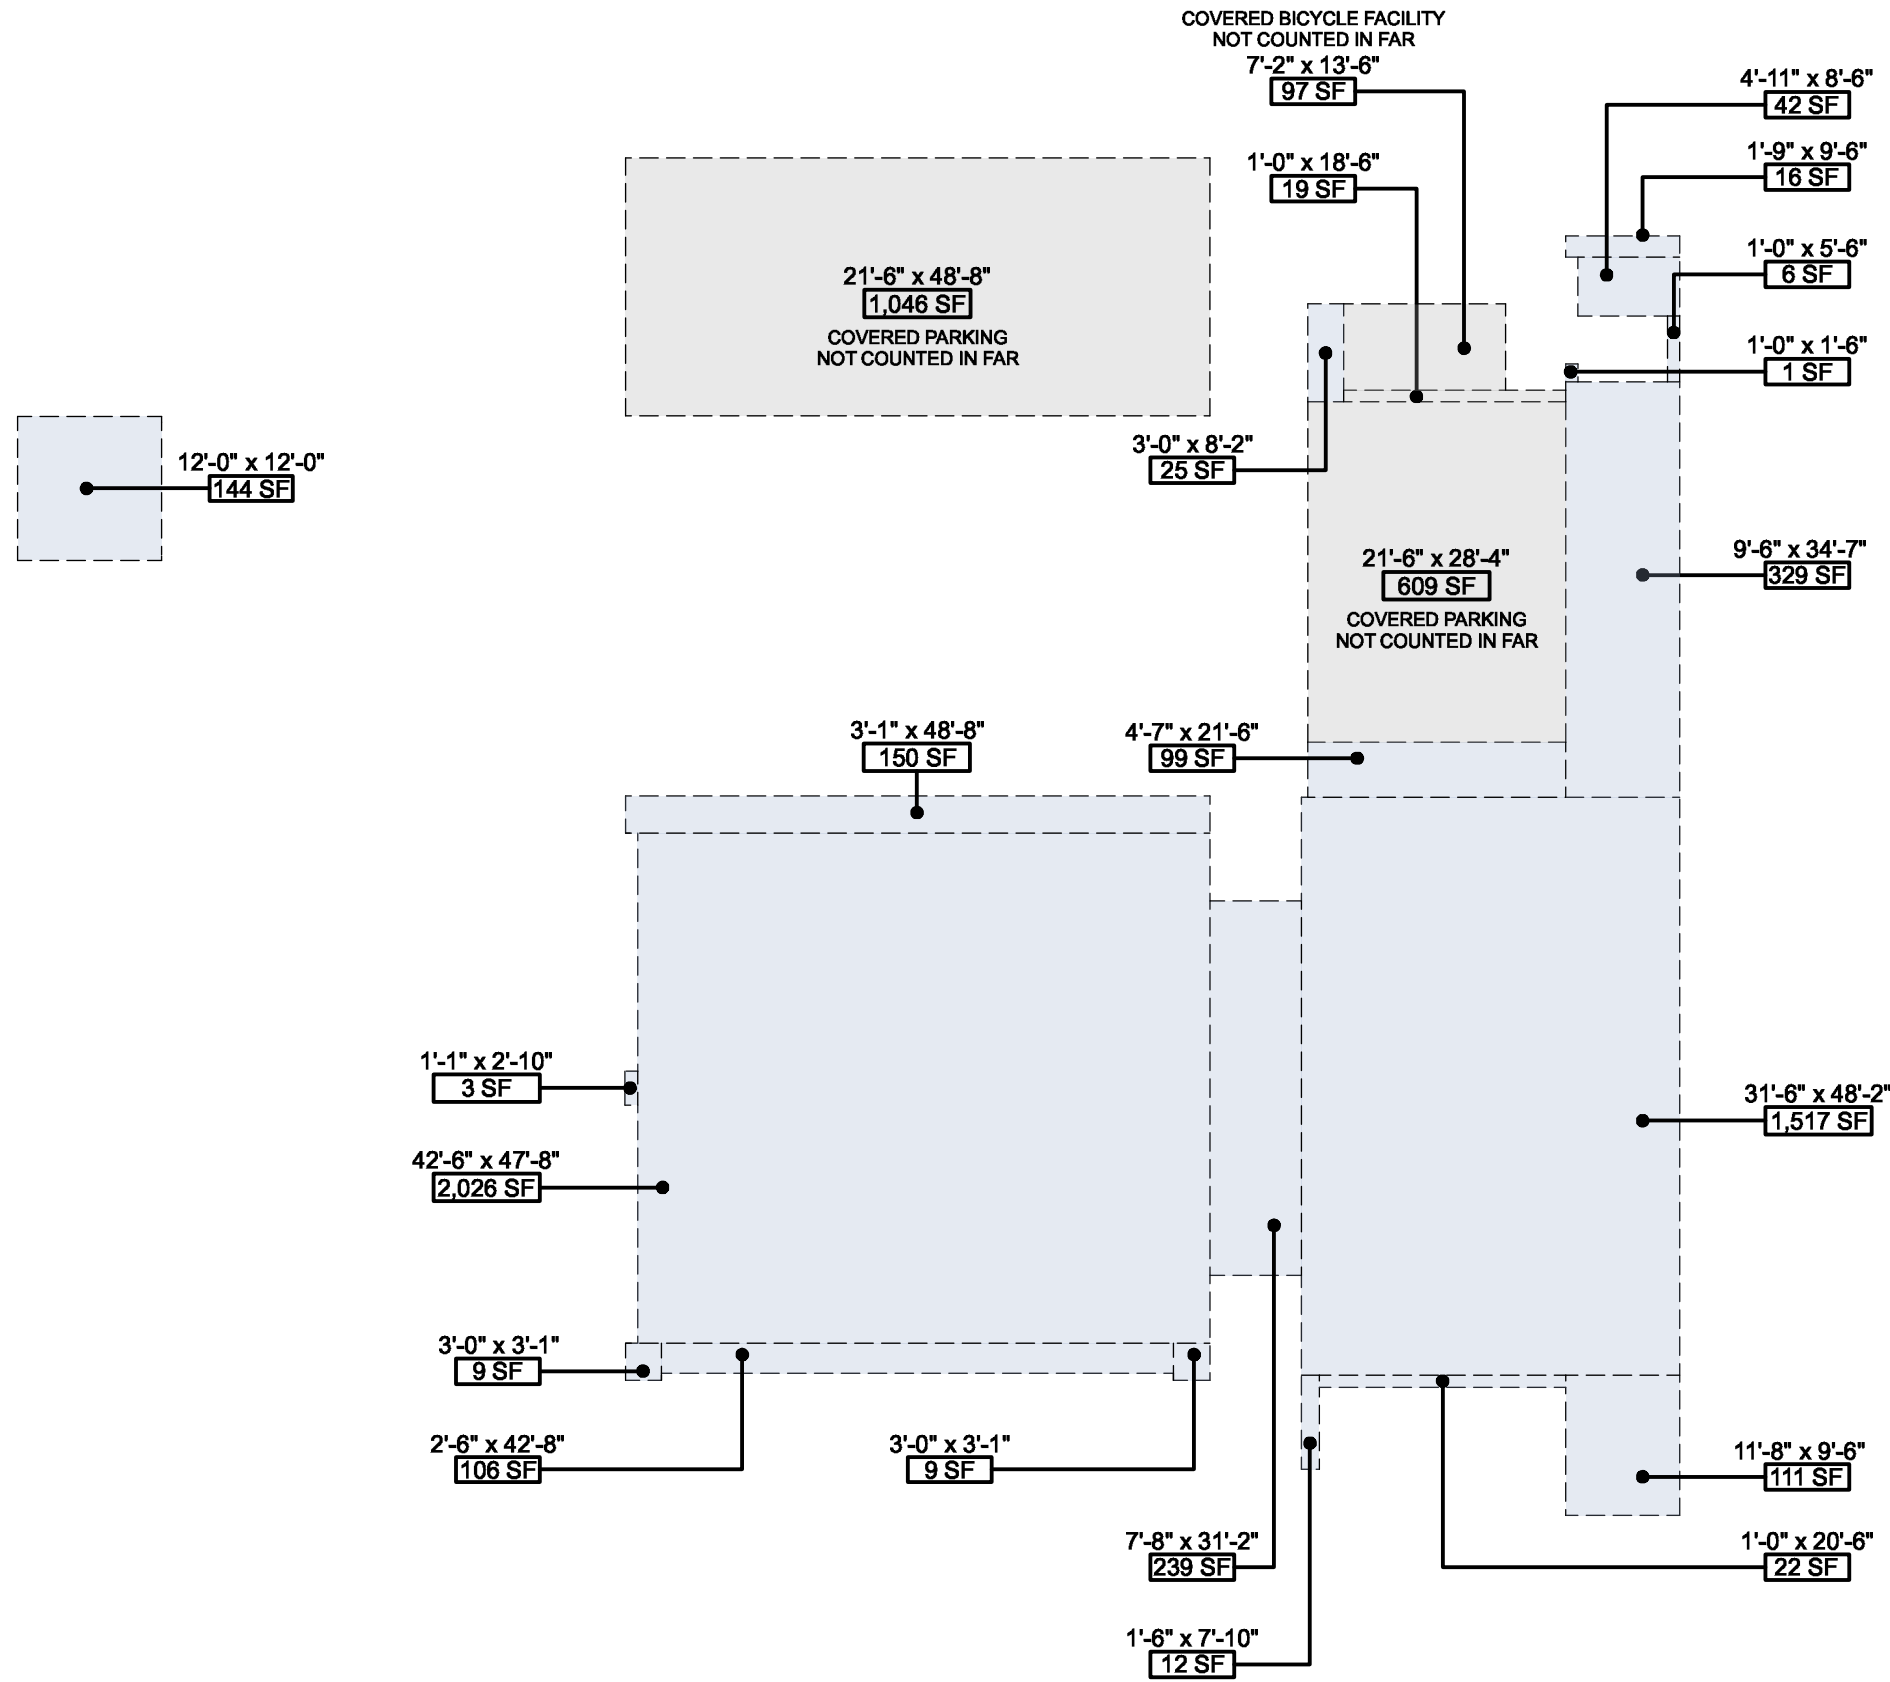 COVERED BICYCLE FACILITY
NOT COUNTED IN FAR
7'-2" x 13'-6"
97 SF
4'-11" x 8'-6"
42 SF
1'-0" x 18'-6"
19 SF
1'-9" x 9'-6"
16 SF
1'-0" x 5'-6"
6 SF
21'-6" x 48'-8"
1,046 SF
COVERED PARKING
NOT COUNTED IN FAR
1'-0" x 1'-6"
1 SF
3'-0" x 8'-2"
25 SF
12'-0" x 12'-0"
144 SF
9'-6" x 34'-7"
329 SF
21'-6" x 28'-4"
609 SF
COVERED PARKING
NOT COUNTED IN FAR
3'-1" x 48'-8"
150 SF
4'-7" x 21'-6"
99 SF
1'-1" x 2'-10"
3 SF
31'-6" x 48'-2"
1,517 SF
42'-6" x 47'-8"
2,026 SF
3'-0" x 3'-1"
9 SF
2'-6" x 42'-8"
106 SF
3'-0" x 3'-1"
9 SF
11'-8" x 9'-6"
111 SF
7'-8" x 31'-2"
239 SF
1'-0" x 20'-6"
22 SF
1'-6" x 7'-10"
12 SF